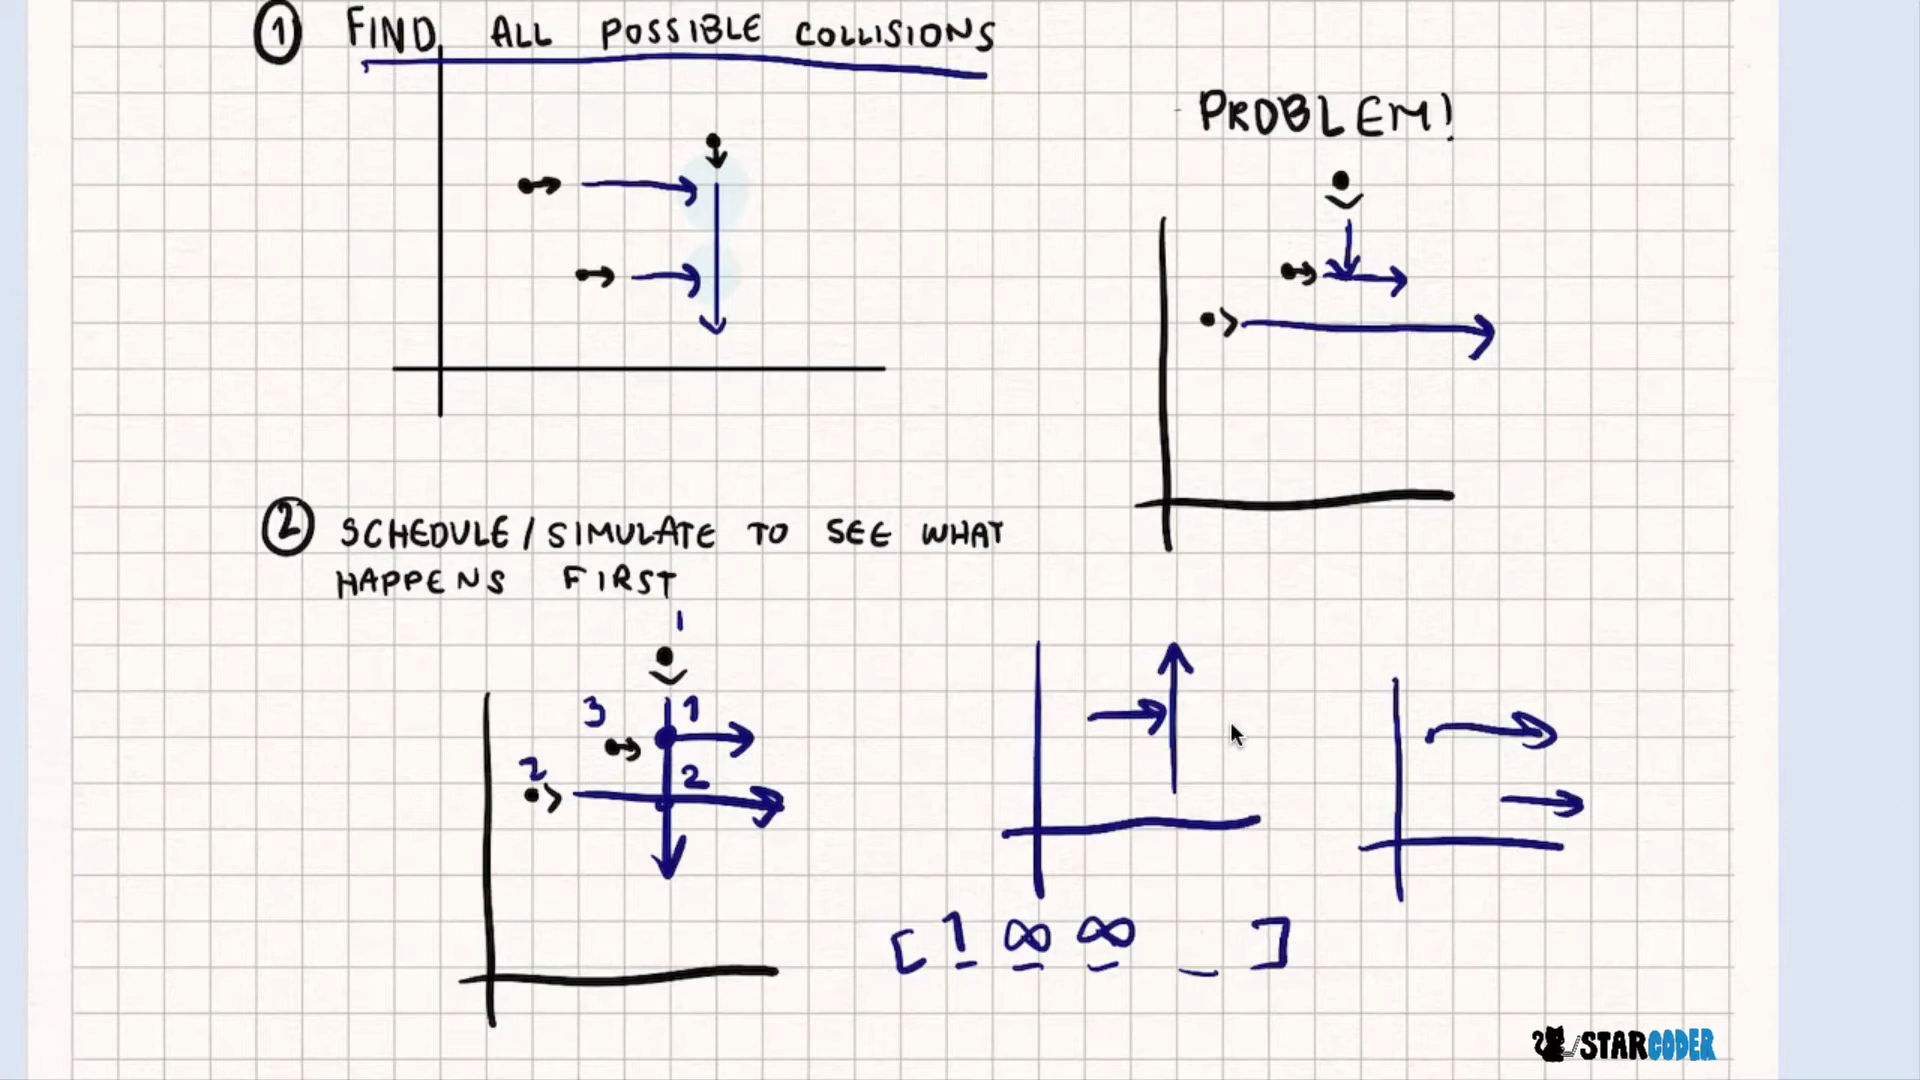 1 FIND ALL POSSIBLE COLLISIONS
PROBLEM!
2 SCHEDULE/SIMULATE TO SEE WHAT
HAPPENS FIRST
1
3 1
2 2
[ 1 ∞ ∞ _ ]
STARCODER